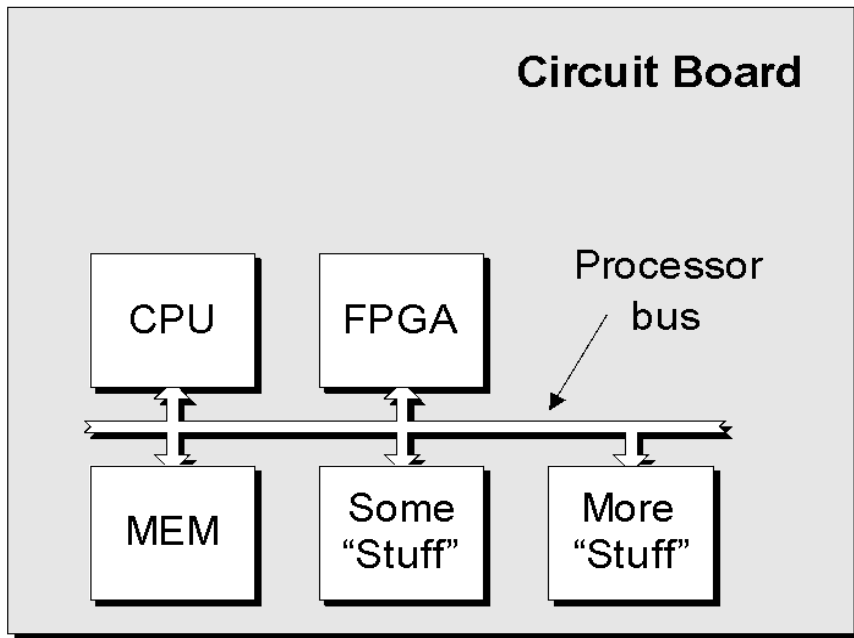 Circuit Board
Processor
bus
CPU
FPGA
MEM
Some
“Stuff”
More
“Stuff”